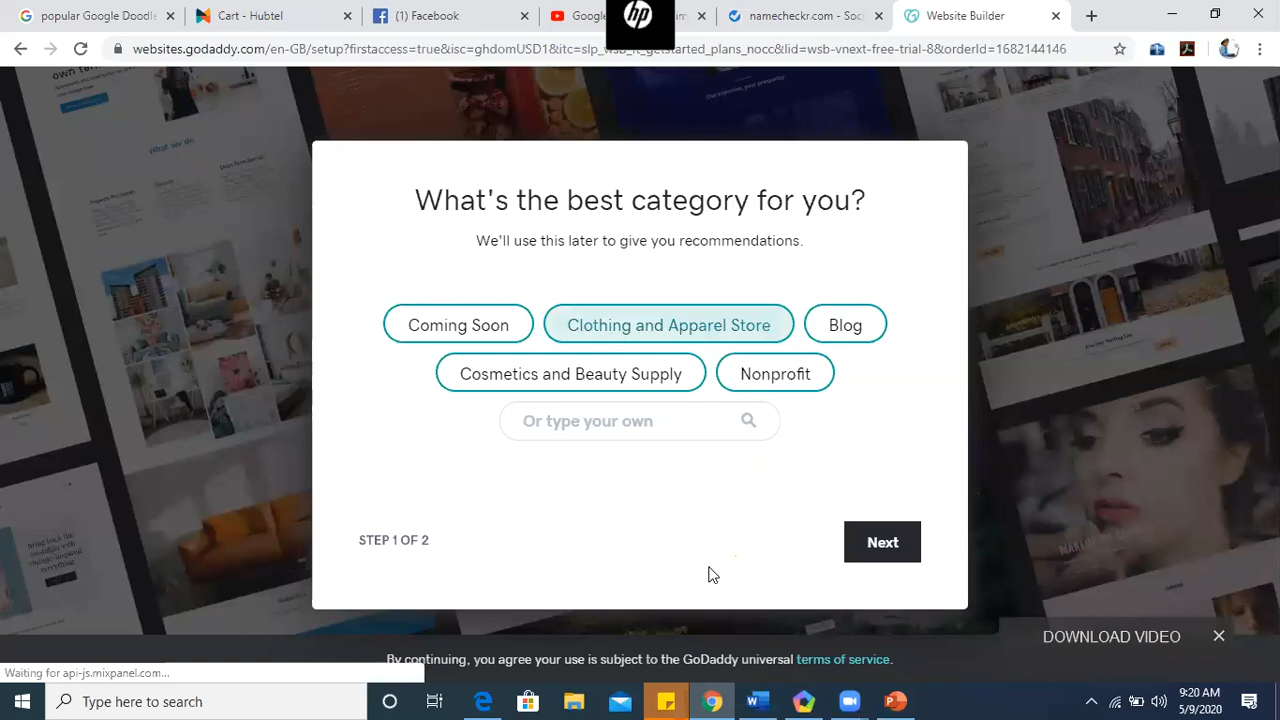 popular Google Doodle
Cart - Hubtel
(1) Facebook
Google
namecheckr.com - Soci
Website Builder
hp
websites.godaddy.com/en-GB/setup?firstaccess=true&isc=ghdomUSD1&itc=slp_wsb_it_getstarted_plans_nocc&lid=wsb-vnext-free-trial-8&orderId=1682144146
What we do
What's the best category for you?
We'll use this later to give you recommendations.
Coming Soon
Clothing and Apparel Store
Blog
Cosmetics and Beauty Supply
Nonprofit
Or type your own
STEP 1 OF 2
Next
DOWNLOAD VIDEO
By continuing, you agree your use is subject to the GoDaddy universal terms of service.
Waiting for api-js.mixpanel.com...
Type here to search
9:20 AM
5/9/2020